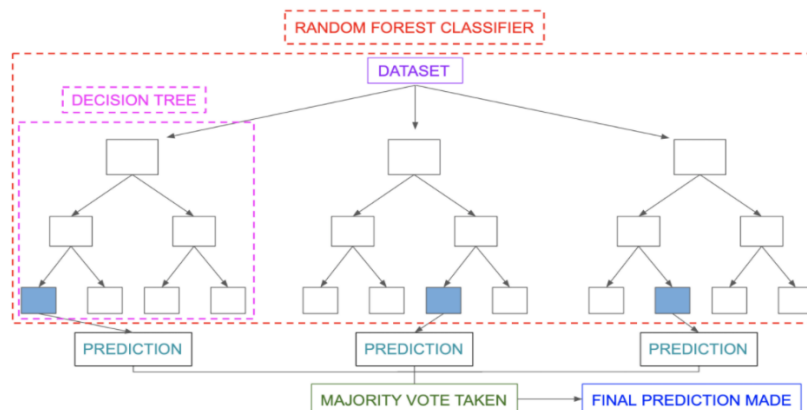 RANDOM FOREST CLASSIFIER
DATASET
DECISION TREE
PREDICTION
PREDICTION
PREDICTION
MAJORITY VOTE TAKEN
FINAL PREDICTION MADE